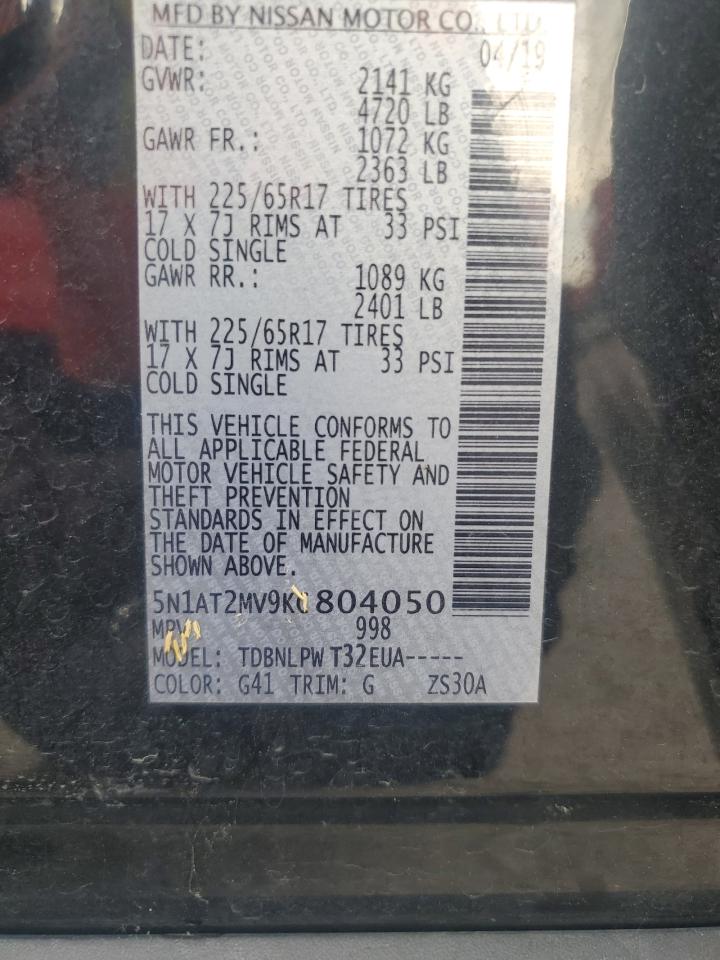 MFD BY NISSAN MOTOR CO., LTD.
DATE: 04/19
GVWR: 2141 KG
4720 LB
GAWR FR.: 1072 KG
2363 LB
WITH 225/65R17 TIRES
17 X 7J RIMS AT 33 PSI
COLD SINGLE
GAWR RR.: 1089 KG
2401 LB
WITH 225/65R17 TIRES
17 X 7J RIMS AT 33 PSI
COLD SINGLE
THIS VEHICLE CONFORMS TO
ALL APPLICABLE FEDERAL
MOTOR VEHICLE SAFETY AND
THEFT PREVENTION
STANDARDS IN EFFECT ON
THE DATE OF MANUFACTURE
SHOWN ABOVE.
5N1AT2MV9KC804050
MPV 998
MODEL: TDBNLPW T32EUA-----
COLOR: G41 TRIM: G ZS30A